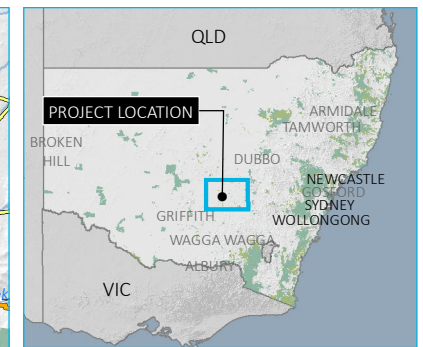 QLD
PROJECT LOCATION
ARMIDALE
TAMWORTH
BROKEN
HILL
DUBBO
NEWCASTLE
GOSFORD
SYDNEY
GRIFFITH
WOLLONGONG
WAGGA WAGGA
ALBURY
VIC